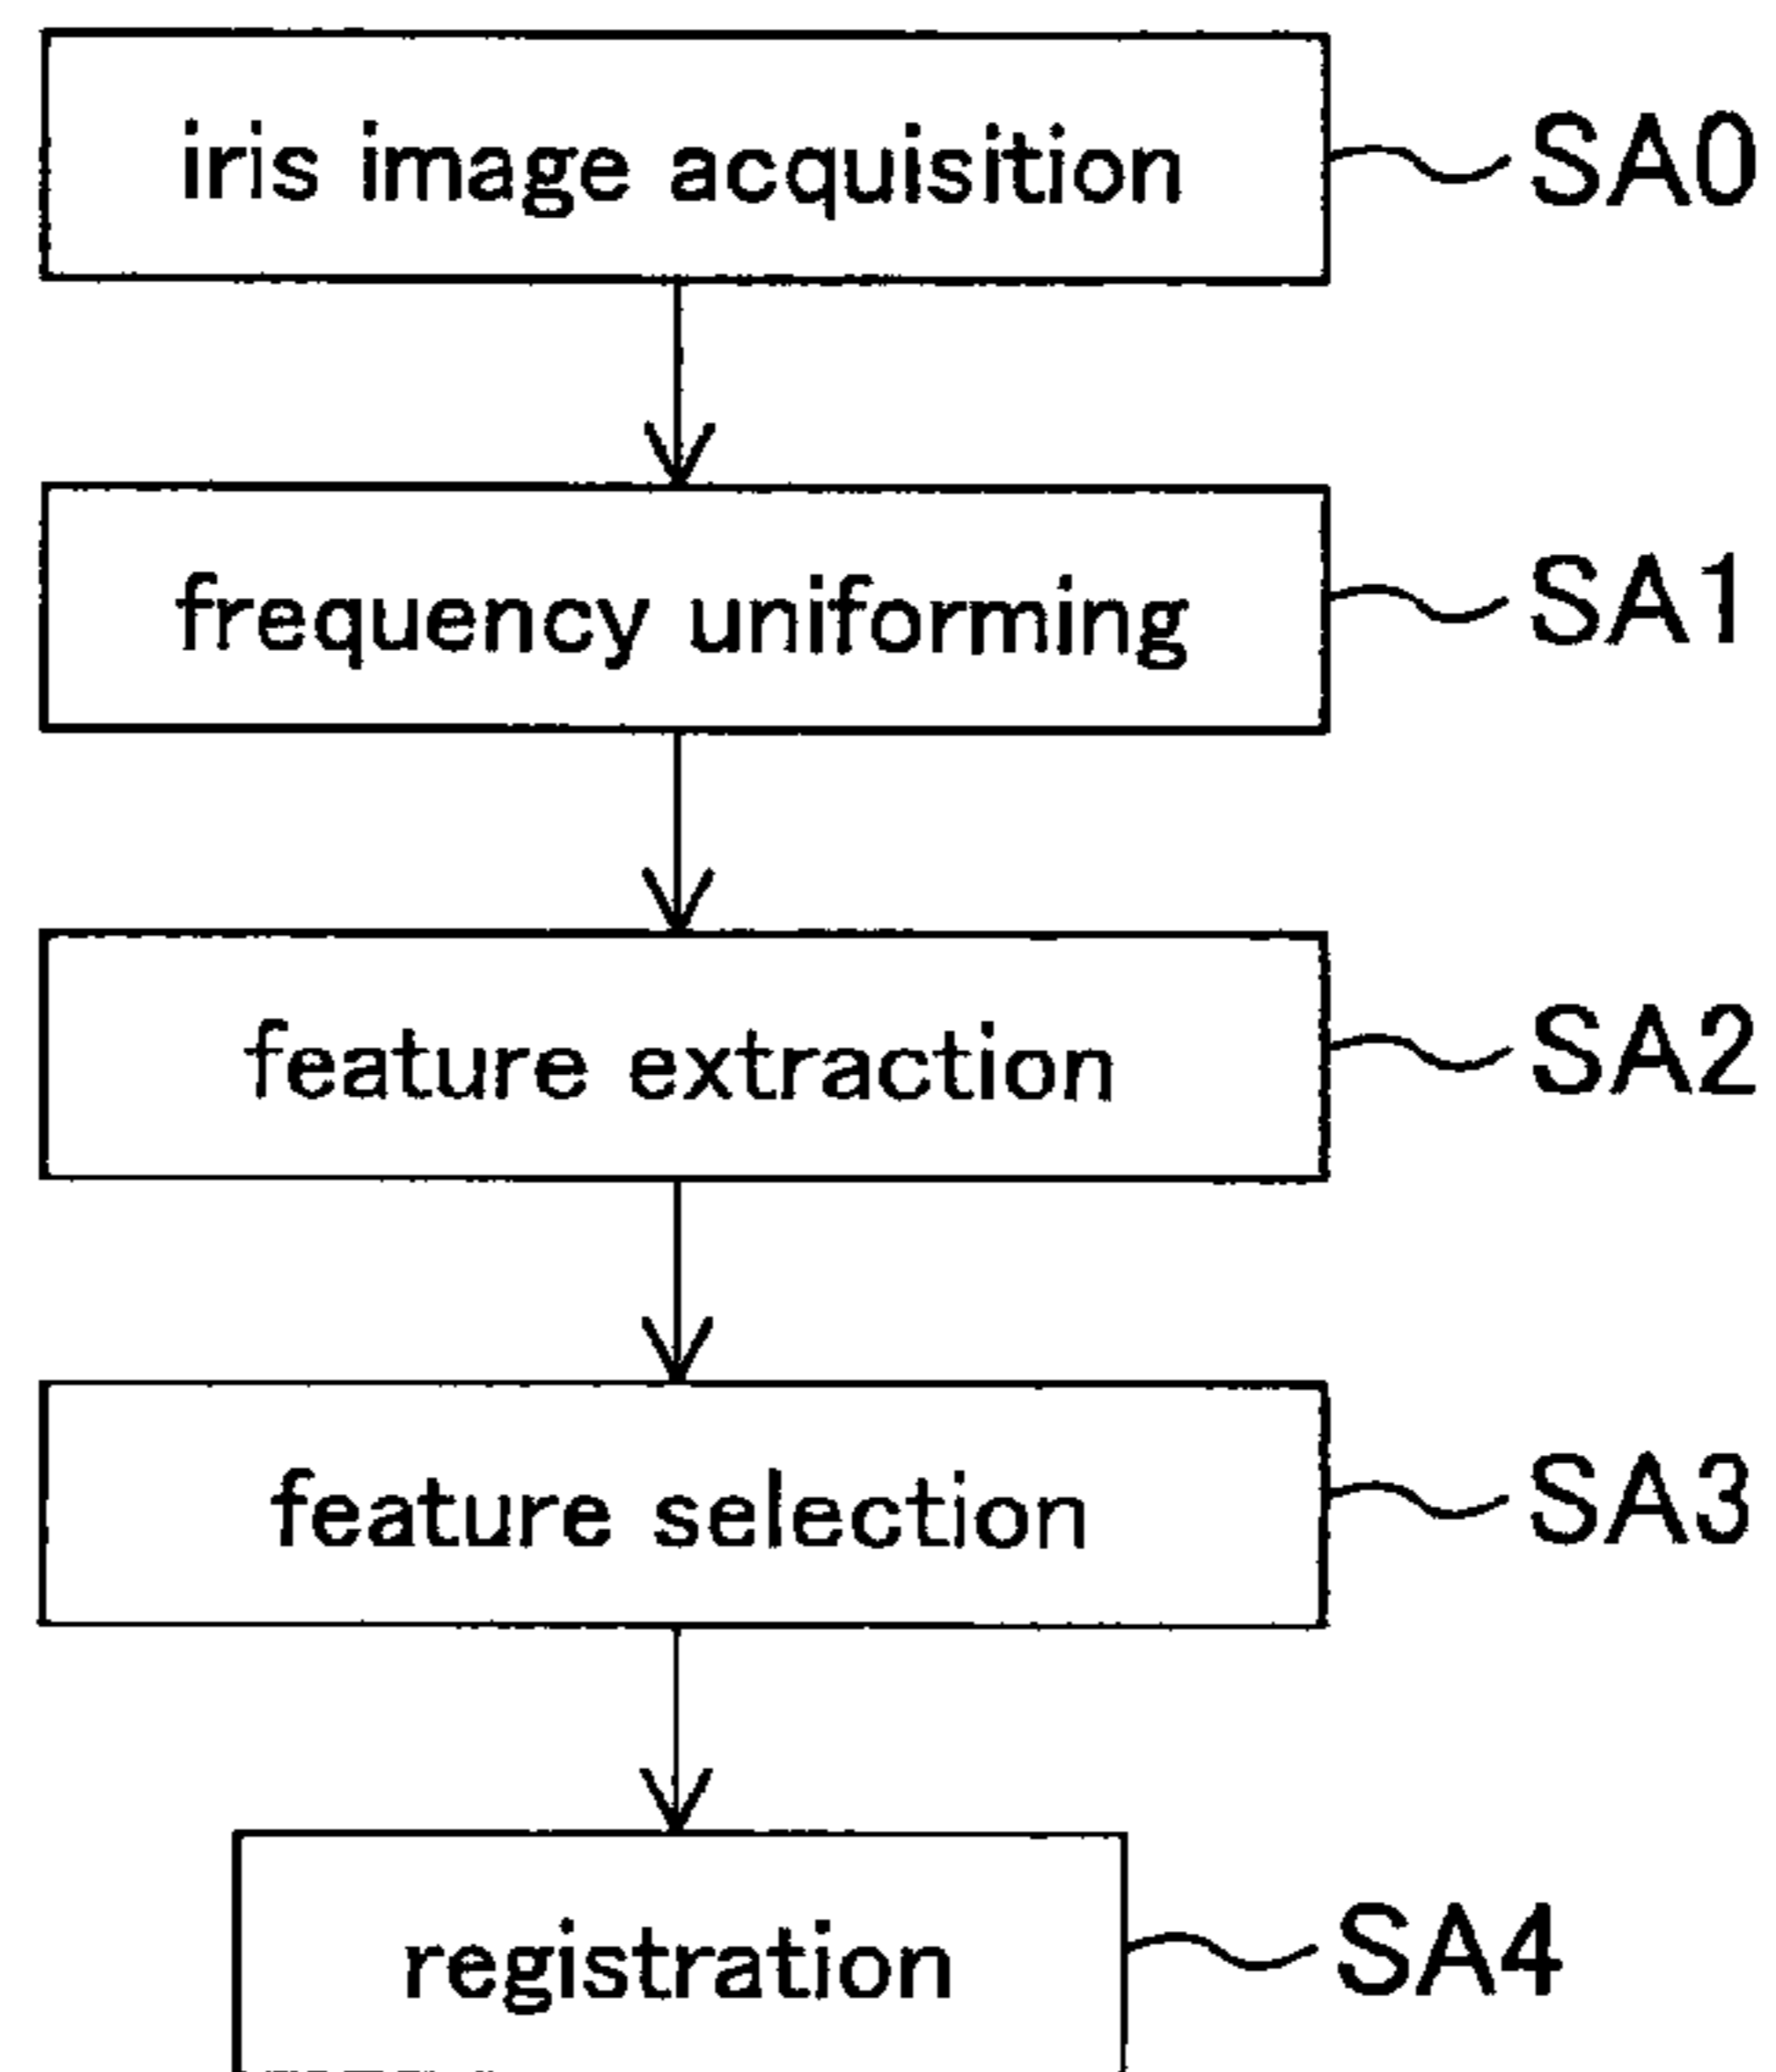 iris image acquisition SA0
frequency uniforming SA1
feature extraction SA2
feature selection SA3
registration SA4